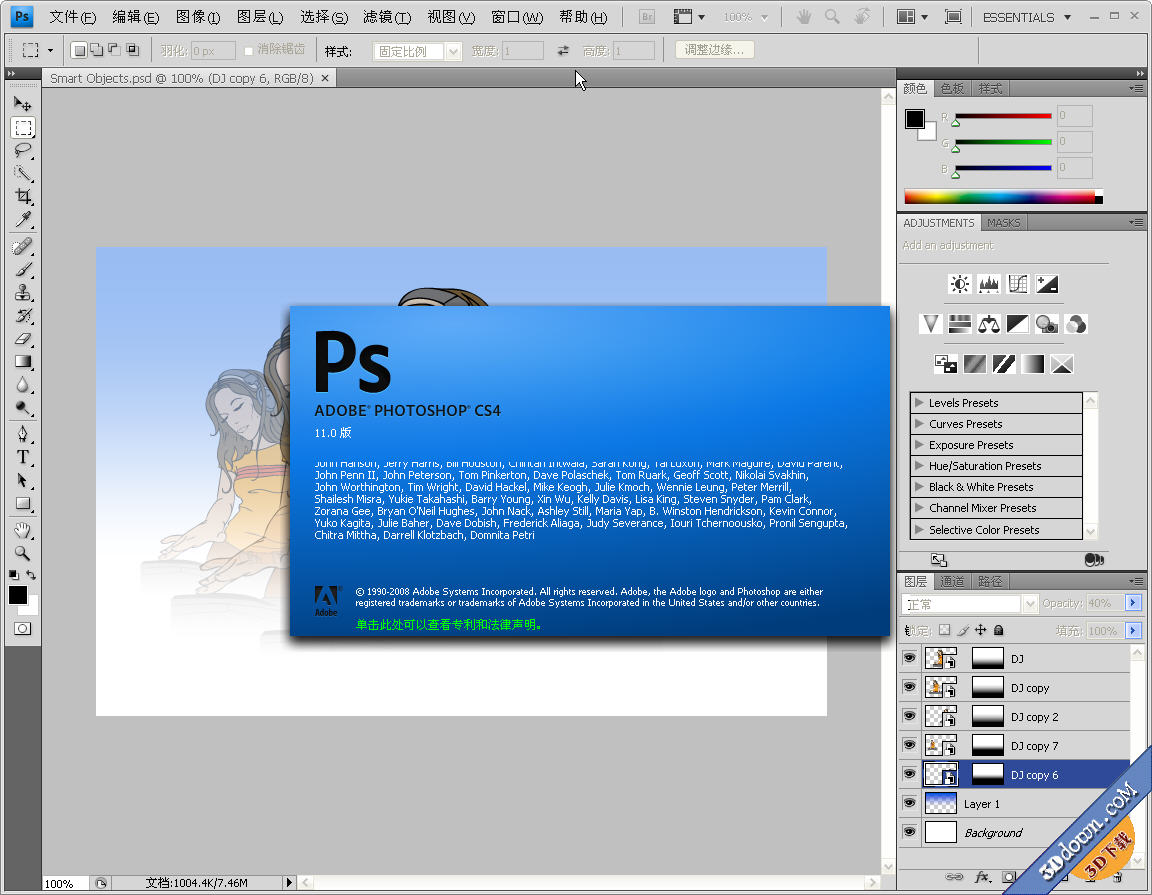 Ps 文件(F) 编辑(E) 图像(I) 图层(L) 选择(S) 滤镜(T) 视图(V) 窗口(W) 帮助(H) Br 100% ESSENTIALS
羽化: 0 px 消除锯齿 样式: 固定比例 宽度: 1 高度: 1 调整边缘...
Smart Objects.psd @ 100% (DJ copy 6, RGB/8)
颜色 色板 样式
R 0
G 0
B 0
ADJUSTMENTS MASKS
Add an adjustment
Levels Presets
Curves Presets
Exposure Presets
Hue/Saturation Presets
Black & White Presets
Channel Mixer Presets
Selective Color Presets
Ps
ADOBE® PHOTOSHOP® CS4
11.0 版
John Hanson, Jerry Harris, Bill Houston, Chintan Intwala, Sarah Kong, Tai Luxon, Mark Maguire, David Parent,
John Penn II, John Peterson, Tom Pinkerton, Dave Polaschek, Tom Ruark, Geoff Scott, Nikolai Svakhin,
John Worthington, Tim Wright, David Hackel, Mike Keogh, Julie Kmoch, Wennie Leung, Peter Merrill,
Shailesh Misra, Yukie Takahashi, Barry Young, Xin Wu, Kelly Davis, Lisa King, Steven Snyder, Pam Clark,
Zorana Gee, Bryan O'Neil Hughes, John Nack, Ashley Still, Maria Yap, B. Winston Hendrickson, Kevin Connor,
Yuko Kagita, Julie Baher, Dave Dobish, Frederick Aliaga, Judy Severance, Iouri Tchernoousko, Pronil Sengupta,
Chitra Mittha, Darrell Klotzbach, Domnita Petri
Adobe
© 1990-2008 Adobe Systems Incorporated. All rights reserved. Adobe, the Adobe logo and Photoshop are either
registered trademarks or trademarks of Adobe Systems Incorporated in the United States and/or other countries.
单击此处可以查看专利和法律声明。
图层 通道 路径
正常 Opacity: 40%
锁定: 填充: 100%
DJ
DJ copy
DJ copy 2
DJ copy 7
DJ copy 6
Layer 1
Background
fx.
T
100% 文档:1004.4K/7.46M
3Ddown.COM
3D下载